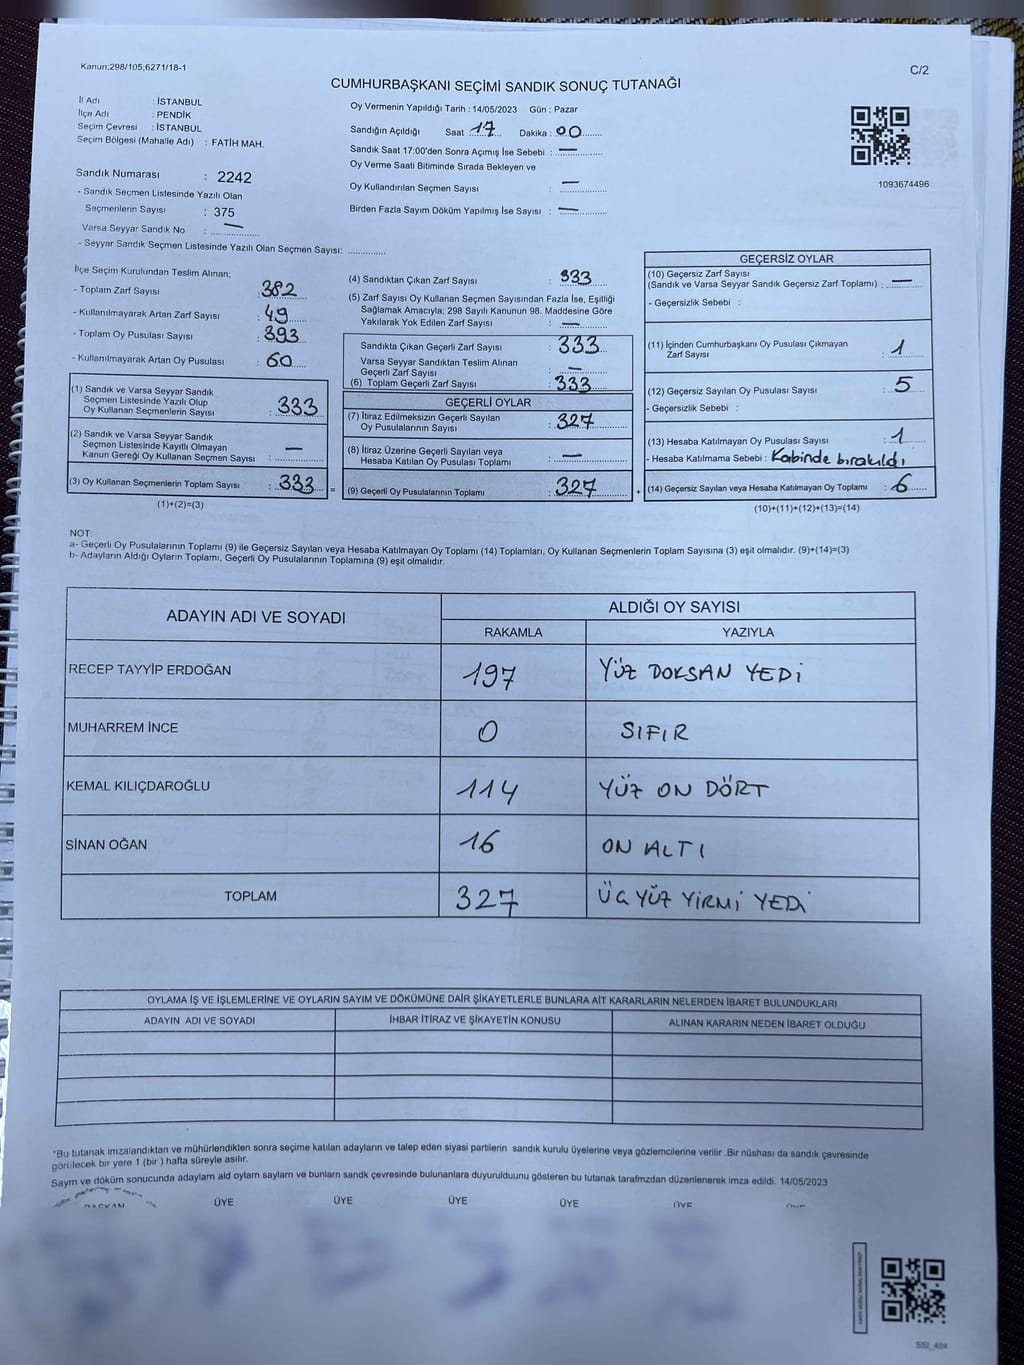 Kanun;298/105;6271/18-1
C/2
CUMHURBAŞKANI SEÇİMİ SANDIK SONUÇ TUTANAĞI
İl Adı : İSTANBUL
İlçe Adı : PENDİK
Seçim Çevresi : İSTANBUL
Seçim Bölgesi (Mahalle Adı) : FATİH MAH.
Sandık Numarası : 2242
- Sandık Seçmen Listesinde Yazılı Olan
Seçmenlerin Sayısı : 375
Varsa Seyyar Sandık No : —
- Seyyar Sandık Seçmen Listesinde Yazılı Olan Seçmen Sayısı: ............
Oy Vermenin Yapıldığı Tarih : 14/05/2023 Gün : Pazar
Sandığın Açıldığı Saat 17 Dakika : 00
Sandık Saat 17:00'den Sonra Açımış İse Sebebi : —
Oy Verme Saati Bitiminde Sırada Bekleyen ve
Oy Kullandırılan Seçmen Sayısı : —
Birden Fazla Sayım Döküm Yapılmış İse Sayısı : —
1093674496
İlçe Seçim Kurulundan Teslim Alınan;
- Toplam Zarf Sayısı : 382
- Kullanılmayarak Artan Zarf Sayısı : 49
- Toplam Oy Pusulası Sayısı : 393
- Kullanılmayarak Artan Oy Pusulası : 60
(1) Sandık ve Varsa Seyyar Sandık
Seçmen Listesinde Yazılı Olup
Oy Kullanan Seçmenlerin Sayısı : 333
(2) Sandık ve Varsa Seyyar Sandık
Seçmen Listesinde Kayıtlı Olmayan
Kanun Gereği Oy Kullanan Seçmen Sayısı : —
(3) Oy Kullanan Seçmenlerin Toplam Sayısı : 333 =
(1)+(2)=(3)
(4) Sandıktan Çıkan Zarf Sayısı : 333
(5) Zarf Sayısı Oy Kullanan Seçmen Sayısından Fazla İse, Eşitliği
Sağlamak Amacıyla; 298 Sayılı Kanunun 98. Maddesine Göre
Yakılarak Yok Edilen Zarf Sayısı : —
Sandıkta Çıkan Geçerli Zarf Sayısı : 333
Varsa Seyyar Sandıktan Teslim Alınan
Geçerli Zarf Sayısı : —
(6) Toplam Geçerli Zarf Sayısı : 333
GEÇERLİ OYLAR
(7) İtiraz Edilmeksizin Geçerli Sayılan
Oy Pusulalarının Sayısı : 327
(8) İtiraz Üzerine Geçerli Sayılan veya
Hesaba Katılan Oy Pusulası Toplamı : —
(9) Geçerli Oy Pusulalarının Toplamı : 327 +
GEÇERSİZ OYLAR
(10) Geçersiz Zarf Sayısı
(Sandık ve Varsa Seyyar Sandık Geçersiz Zarf Toplamı) : —
- Geçersizlik Sebebi :
(11) İçinden Cumhurbaşkanı Oy Pusulası Çıkmayan
Zarf Sayısı : 1
(12) Geçersiz Sayılan Oy Pusulası Sayısı : 5
- Geçersizlik Sebebi :
(13) Hesaba Katılmayan Oy Pusulası Sayısı : 1
- Hesaba Katılmama Sebebi : Kabinde bırakıldı
(14) Geçersiz Sayılan veya Hesaba Katılmayan Oy Toplamı : 6
(10)+(11)+(12)+(13)=(14)
NOT:
a- Geçerli Oy Pusulalarının Toplamı (9) ile Geçersiz Sayılan veya Hesaba Katılmayan Oy Toplamı (14) Toplamları, Oy Kullanan Seçmenlerin Toplam Sayısına (3) eşit olmalıdır. (9)+(14)=(3)
b- Adayların Aldığı Oyların Toplamı, Geçerli Oy Pusulalarının Toplamına (9) eşit olmalıdır.
ADAYIN ADI VE SOYADI
ALDIĞI OY SAYISI
RAKAMLA YAZIYLA
RECEP TAYYİP ERDOĞAN 197 YÜZ DOKSAN YEDİ
MUHARREM İNCE 0 SIFIR
KEMAL KILIÇDAROĞLU 114 YÜZ ON DÖRT
SİNAN OĞAN 16 ON ALTI
TOPLAM 327 ÜÇ YÜZ YİRMİ YEDİ
OYLAMA İŞ VE İŞLEMLERİNE VE OYLARIN SAYIM VE DÖKÜMÜNE DAİR ŞİKAYETLERLE BUNLARA AİT KARARLARIN NELERDEN İBARET BULUNDUKLARI
ADAYIN ADI VE SOYADI İHBAR İTİRAZ VE ŞİKAYETİN KONUSU ALINAN KARARIN NEDEN İBARET OLDUĞU
*Bu tutanak imzalandıktan ve mühürlendikten sonra seçime katılan adayların ve talep eden siyasi partilerin sandık kurulu üyelerine veya gözlemcilerine verilir .Bir nüshası da sandık çevresinde
görülecek bir yere 1 (bir ) hafta süreyle asılır.
Saym ve döküm sonucunda adaylarn ald oylarn saylarn ve bunlarn sandk çevresinde bulunanlara duyurulduunu gösteren bu tutanak tarafmzdan düzenlenerek imza edildi. 14/05/2023
BAŞKAN ÜYE ÜYE ÜYE ÜYE ÜYE ÜYE
SSI_404